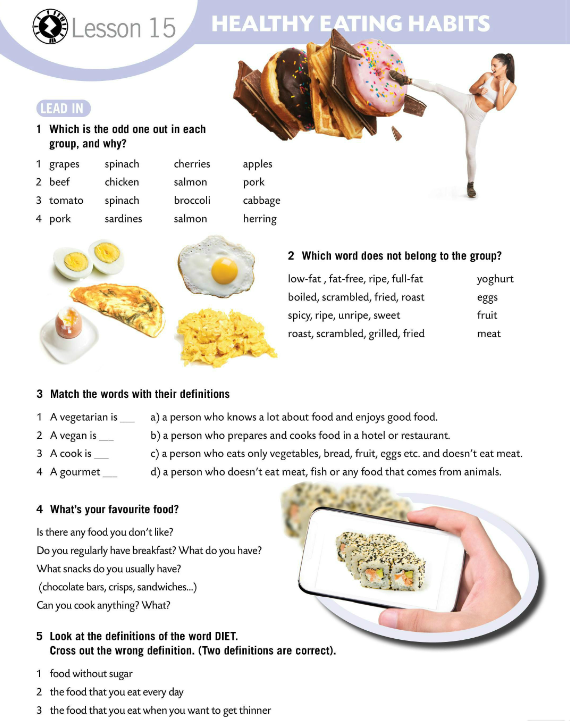 Lesson 15
HEALTHY EATING HABITS
LEAD IN
1 Which is the odd one out in each
group, and why?
1 grapes spinach cherries apples
2 beef chicken salmon pork
3 tomato spinach broccoli cabbage
4 pork sardines salmon herring
2 Which word does not belong to the group?
low-fat , fat-free, ripe, full-fat yoghurt
boiled, scrambled, fried, roast eggs
spicy, ripe, unripe, sweet fruit
roast, scrambled, grilled, fried meat
3 Match the words with their definitions
1 A vegetarian is ___ a) a person who knows a lot about food and enjoys good food.
2 A vegan is ___ b) a person who prepares and cooks food in a hotel or restaurant.
3 A cook is ___ c) a person who eats only vegetables, bread, fruit, eggs etc. and doesn't eat meat.
4 A gourmet ___ d) a person who doesn't eat meat, fish or any food that comes from animals.
4 What's your favourite food?
Is there any food you don't like?
Do you regularly have breakfast? What do you have?
What snacks do you usually have?
(chocolate bars, crisps, sandwiches...)
Can you cook anything? What?
5 Look at the definitions of the word DIET.
Cross out the wrong definition. (Two definitions are correct).
1 food without sugar
2 the food that you eat every day
3 the food that you eat when you want to get thinner